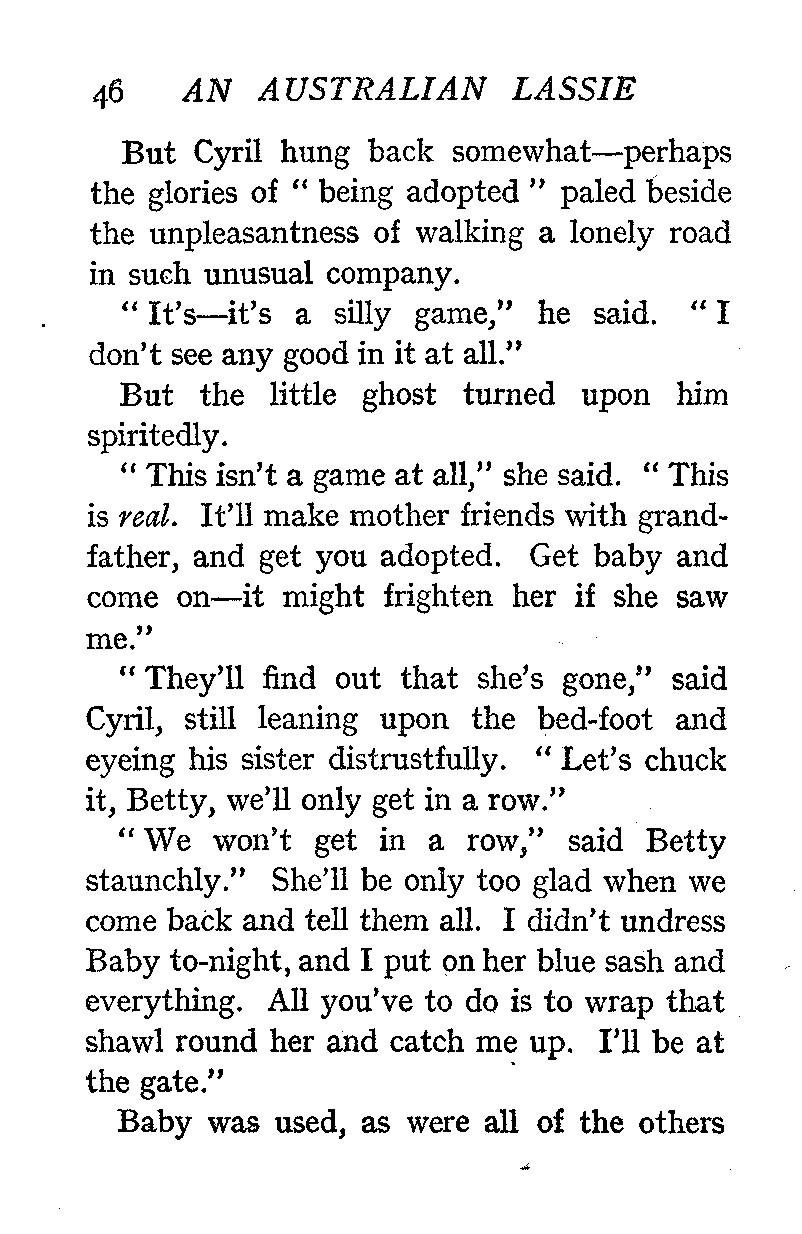 46 AN AUSTRALIAN LASSIE
But Cyril hung back somewhat—perhaps
the glories of “ being adopted ” paled beside
the unpleasantness of walking a lonely road
in such unusual company.
“ It’s—it’s a silly game,” he said. “ I
don’t see any good in it at all.”
But the little ghost turned upon him
spiritedly.
“ This isn’t a game at all,” she said. “ This
is real. It’ll make mother friends with grand-
father, and get you adopted. Get baby and
come on—it might frighten her if she saw
me.”
“ They’ll find out that she’s gone,” said
Cyril, still leaning upon the bed-foot and
eyeing his sister distrustfully. “ Let’s chuck
it, Betty, we’ll only get in a row.”
“ We won’t get in a row,” said Betty
staunchly.” She’ll be only too glad when we
come back and tell them all. I didn’t undress
Baby to-night, and I put on her blue sash and
everything. All you’ve to do is to wrap that
shawl round her and catch me up. I’ll be at
the gate.”
Baby was used, as were all of the others